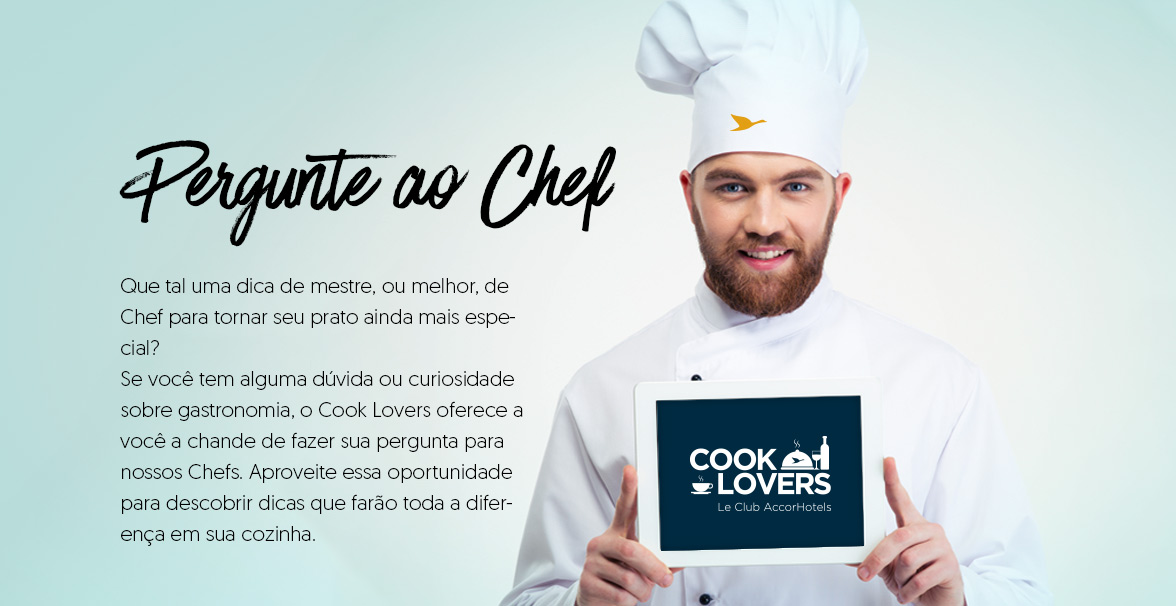 Pergunte ao Chef
Que tal uma dica de mestre, ou melhor, de
Chef para tornar seu prato ainda mais espe-
cial?
Se você tem alguma dúvida ou curiosidade
sobre gastronomia, o Cook Lovers oferece a
você a chande de fazer sua pergunta para
nossos Chefs. Aproveite essa oportunidade
para descobrir dicas que farão toda a difer-
ença em sua cozinha.
COOK
LOVERS
Le Club AccorHotels